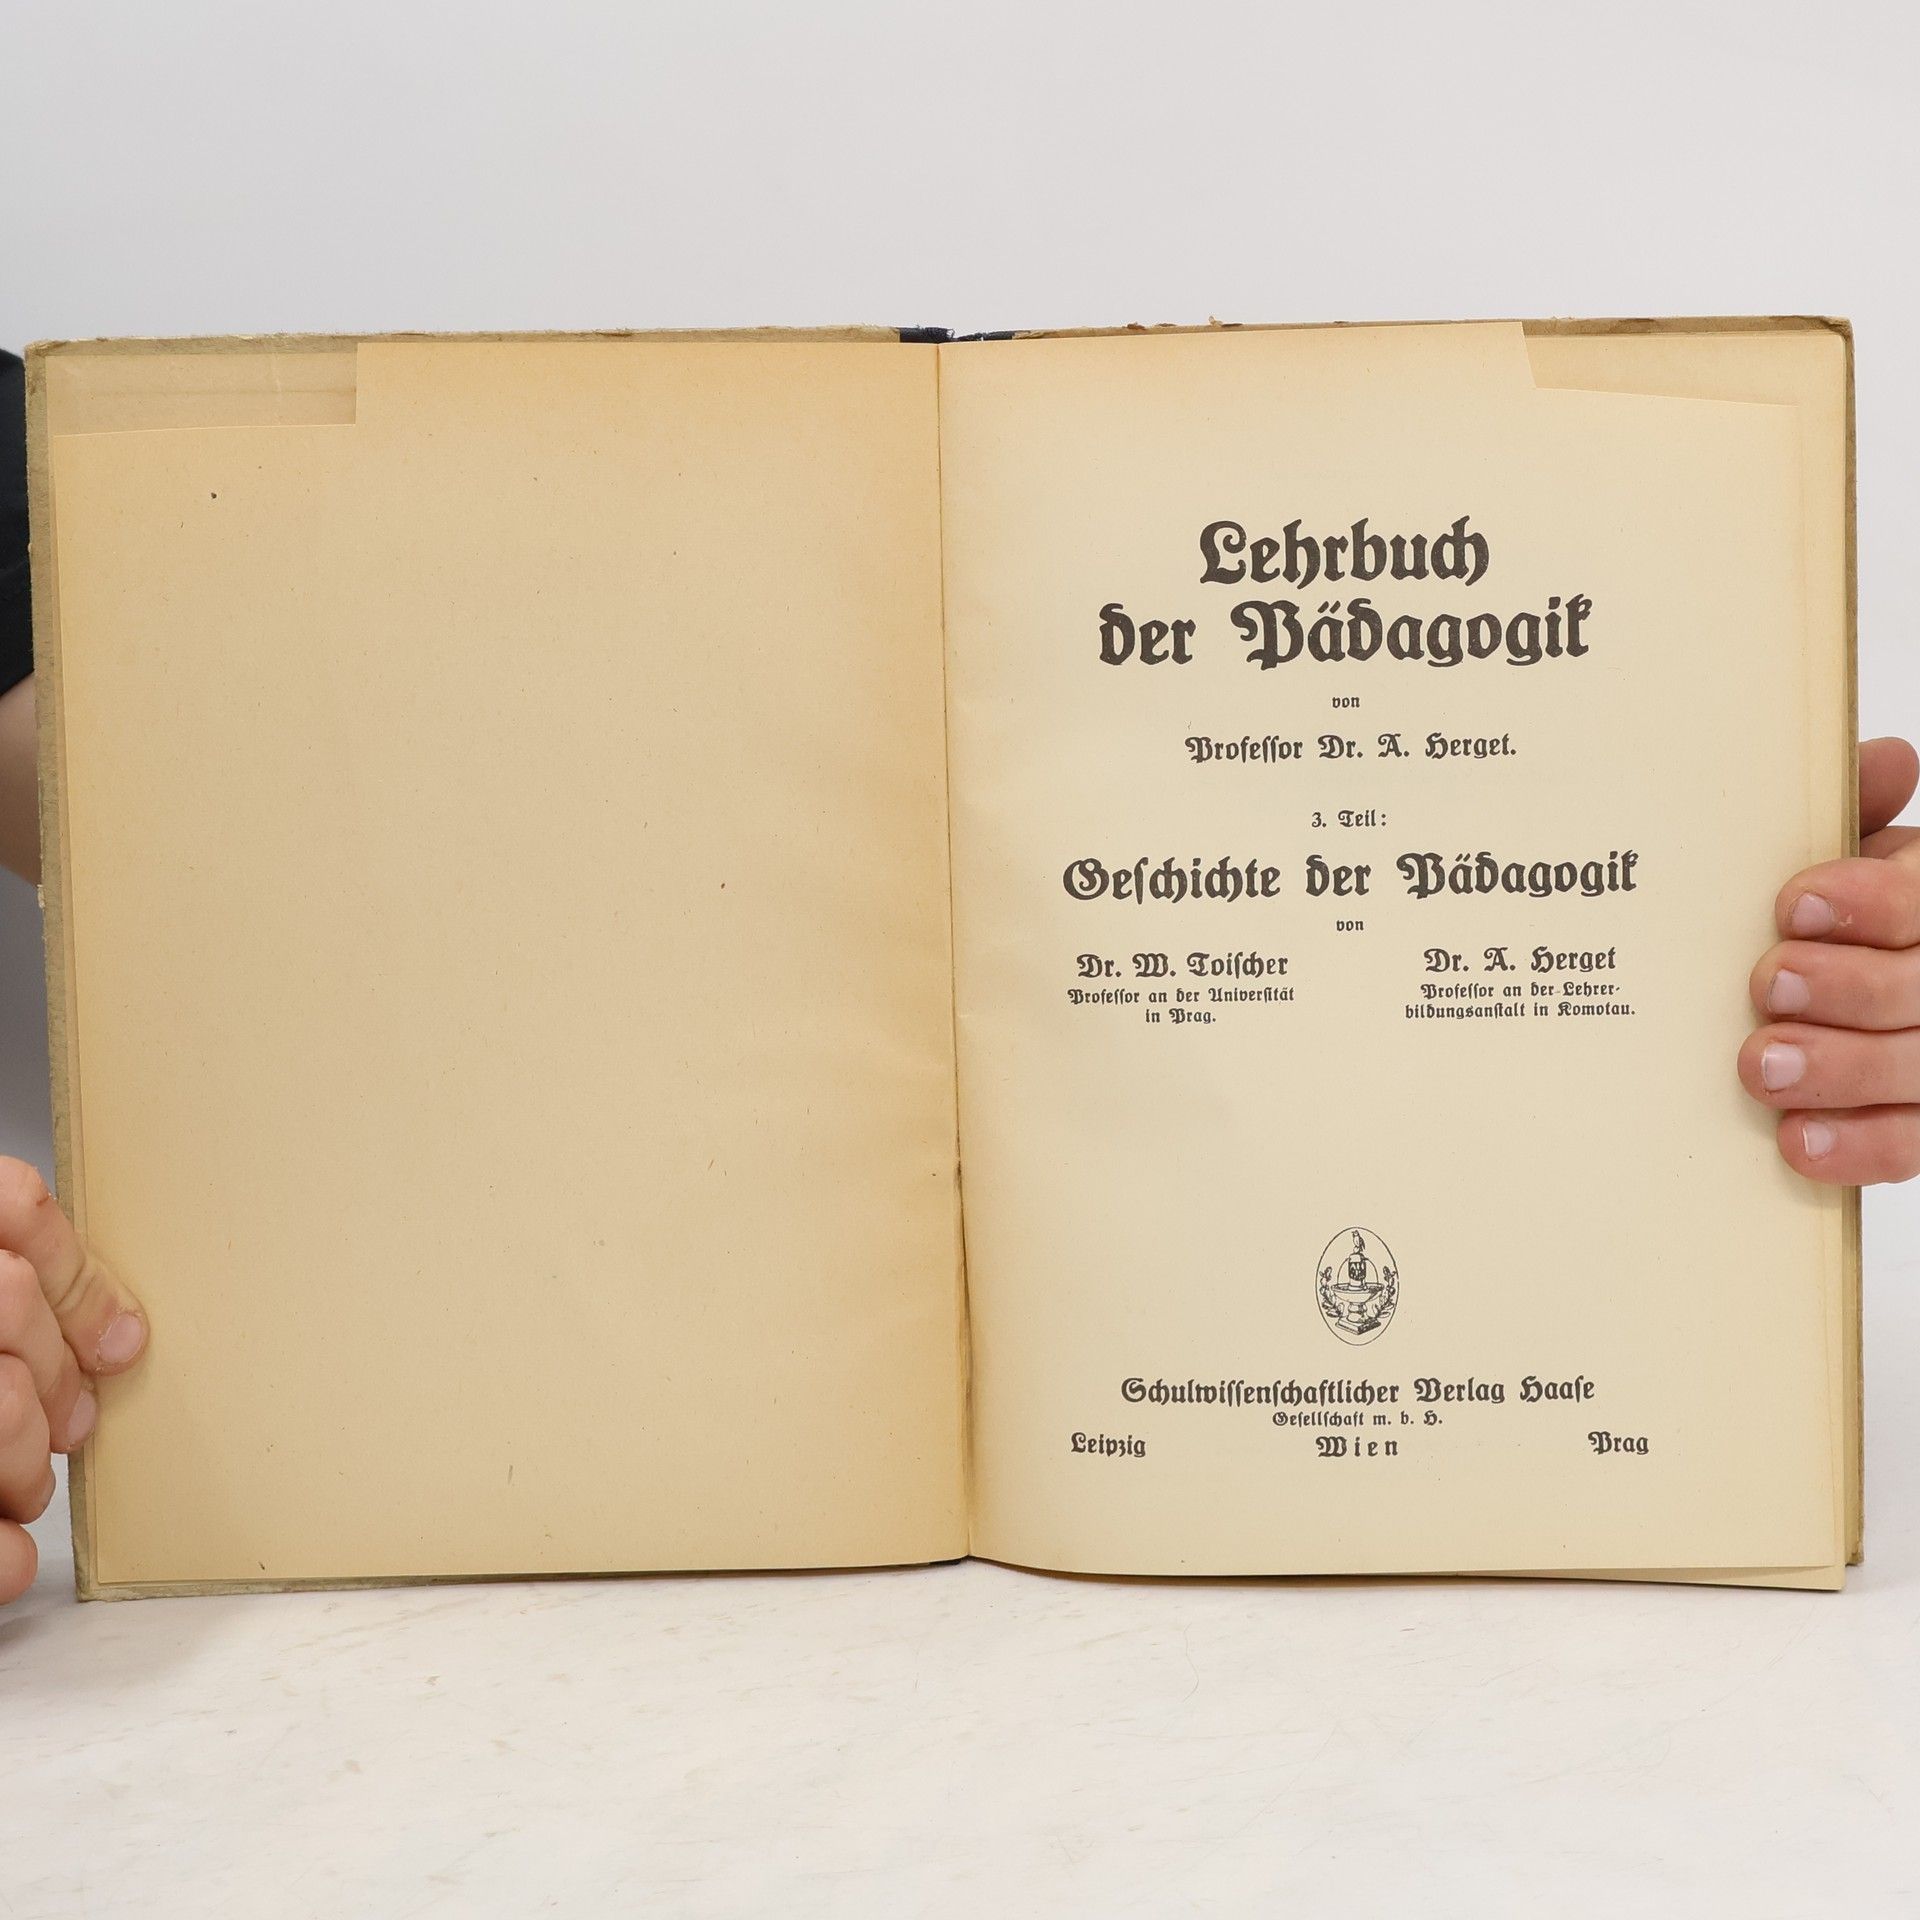 Lehrbuch
der Pädagogik
von
Profeſſor Dr. A. Herget.
3. Teil:
Geſchichte der Pädagogik
von
Dr. W. Toiſcher
Profeſſor an der Univerſität
in Prag.
Dr. A. Herget
Profeſſor an der Lehrer-
bildungsanſtalt in Komotau.
Schulwiſſenſchaftlicher Verlag Haaſe
Geſellſchaft m. b. H.
Leipzig Wien Prag